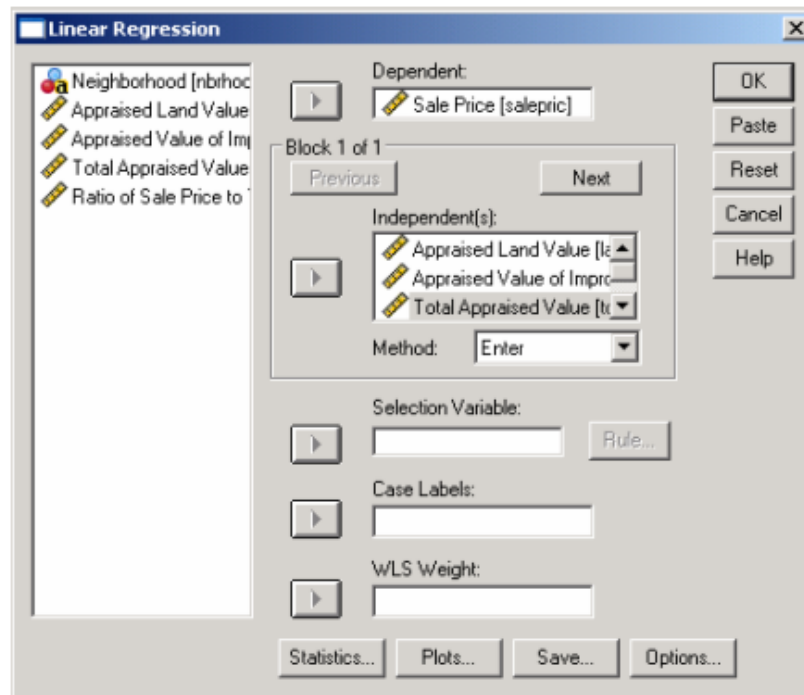 Linear Regression
Neighborhood [nbrhoc
Appraised Land Value
Appraised Value of Im
Total Appraised Value
Ratio of Sale Price to
Dependent:
Sale Price [salepric]
Block 1 of 1
Previous
Next
Independent(s):
Appraised Land Value [la
Appraised Value of Impro
Total Appraised Value [to
Method:
Enter
Selection Variable:
Rule...
Case Labels:
WLS Weight:
Statistics...
Plots...
Save...
Options...
OK
Paste
Reset
Cancel
Help